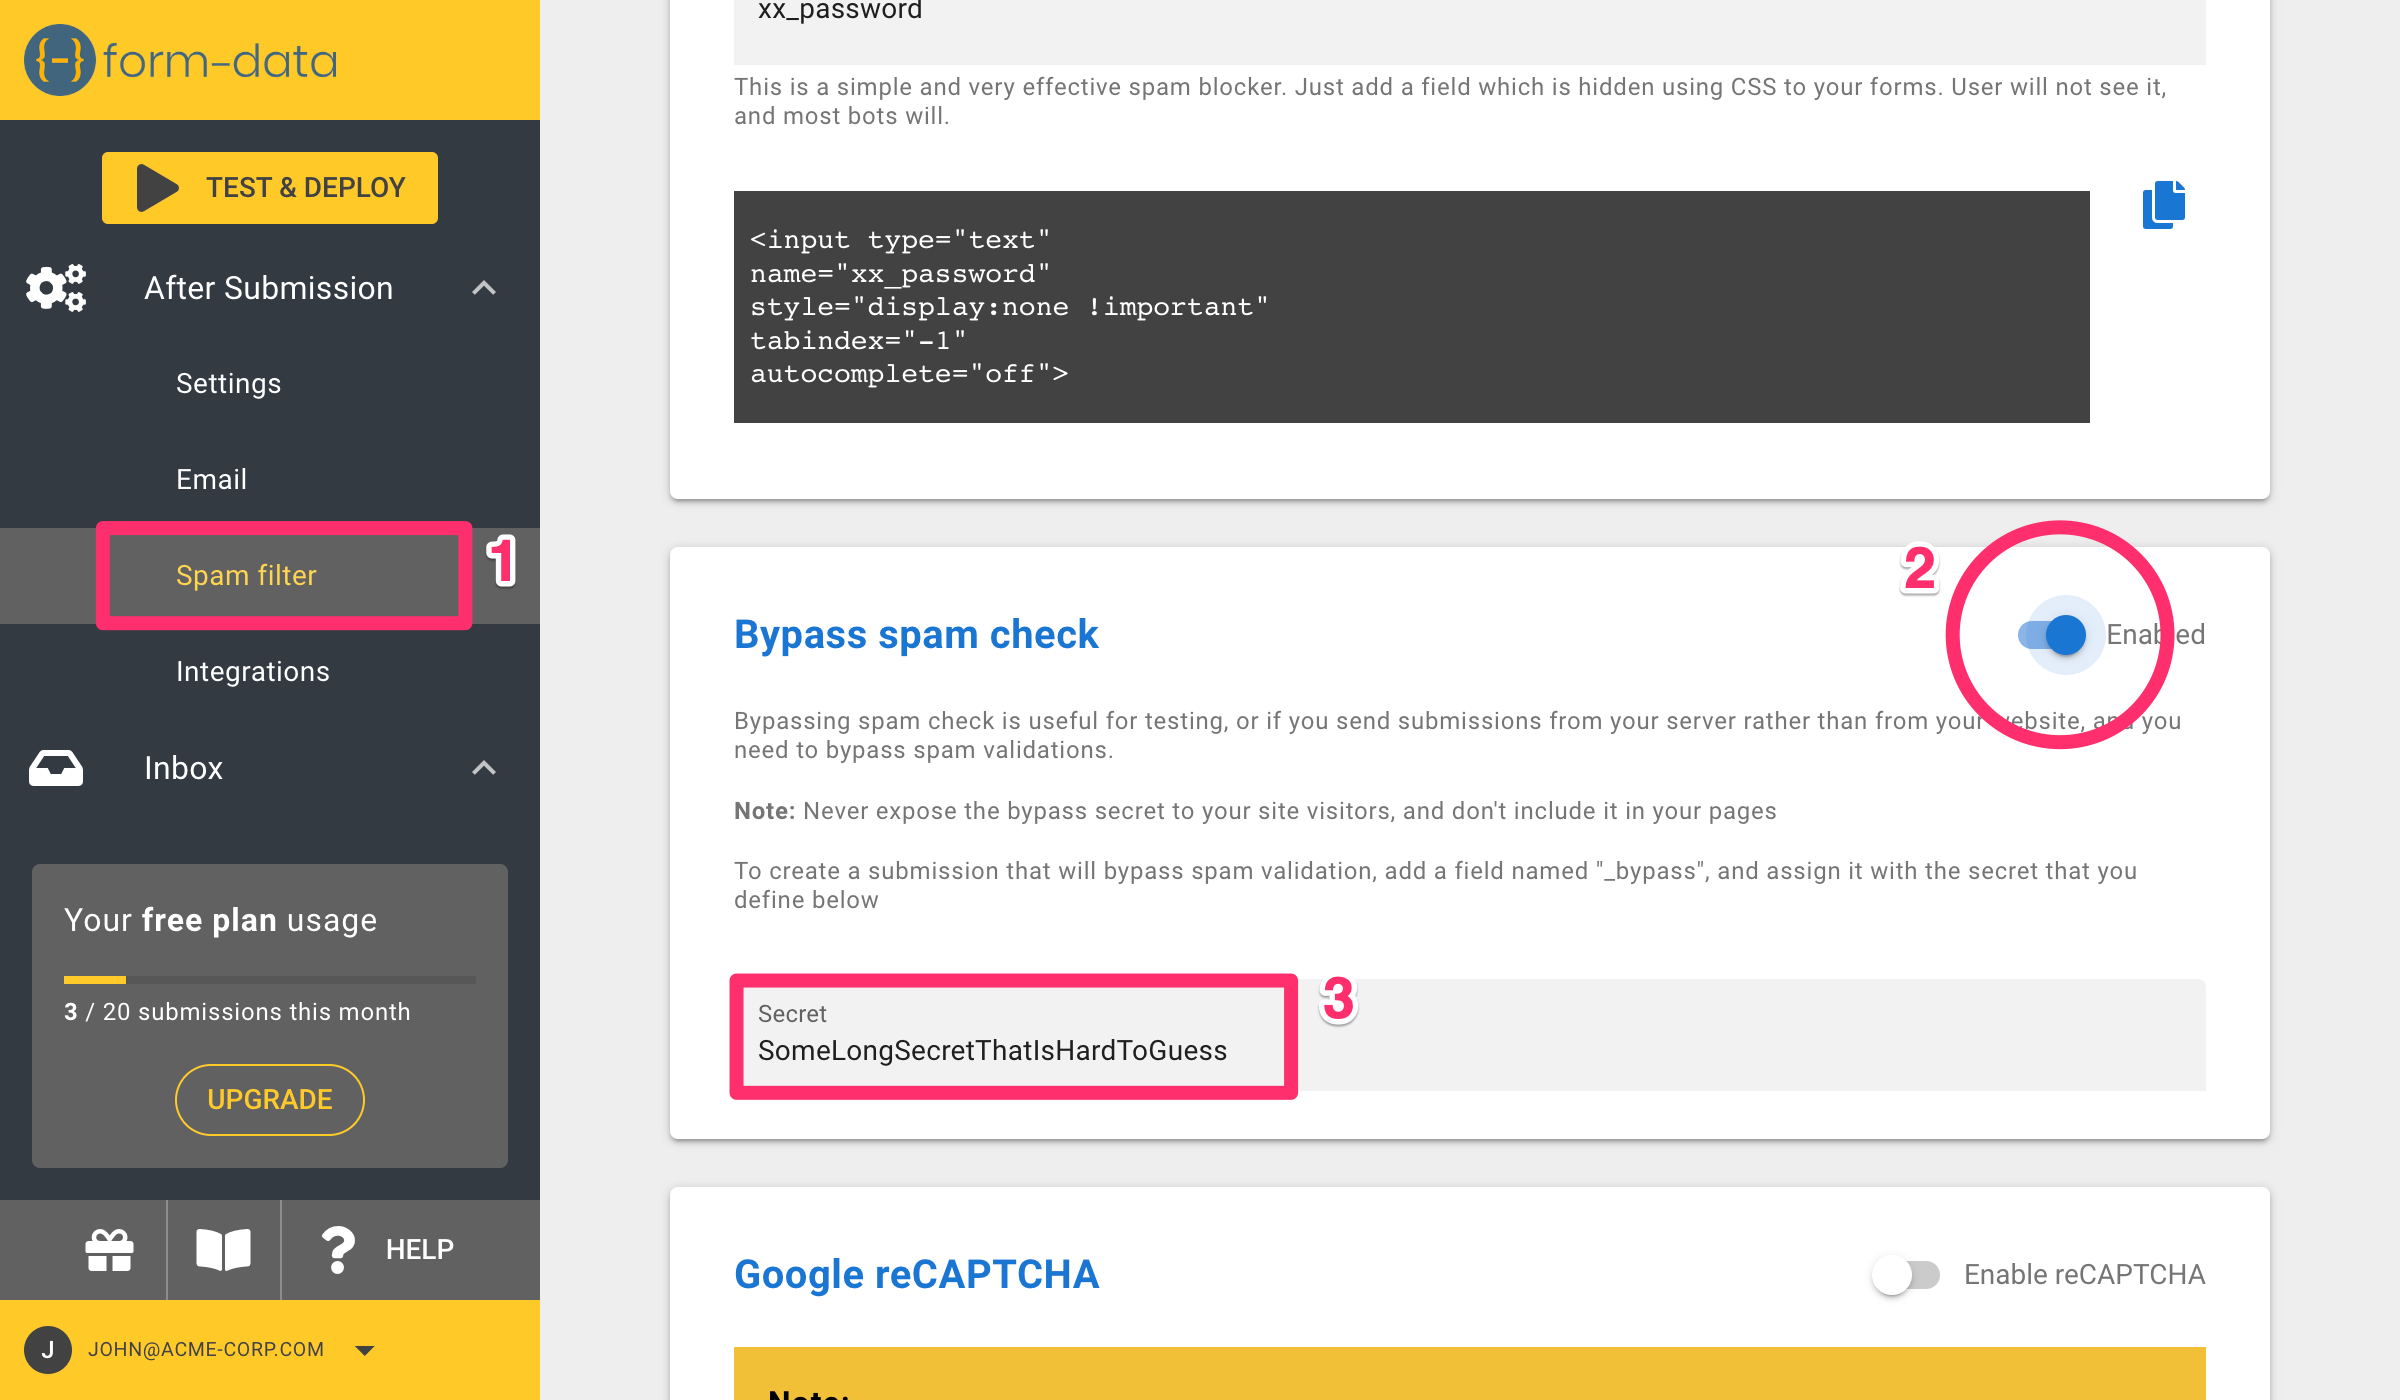 {-} form-data
TEST & DEPLOY
After Submission
Settings
Email
Spam filter
1
Integrations
Inbox
Your free plan usage
3 / 20 submissions this month
UPGRADE
HELP
J JOHN@ACME-CORP.COM
xx_password
This is a simple and very effective spam blocker. Just add a field which is hidden using CSS to your forms. User will not see it,
and most bots will.
<input type="text"
name="xx_password"
style="display:none !important"
tabindex="-1"
autocomplete="off">
2
Bypass spam check
Enabled
Bypassing spam check is useful for testing, or if you send submissions from your server rather than from your website, and you
need to bypass spam validations.
Note: Never expose the bypass secret to your site visitors, and don't include it in your pages
To create a submission that will bypass spam validation, add a field named "_bypass", and assign it with the secret that you
define below
3
Secret
SomeLongSecretThatIsHardToGuess
Google reCAPTCHA
Enable reCAPTCHA
Note: